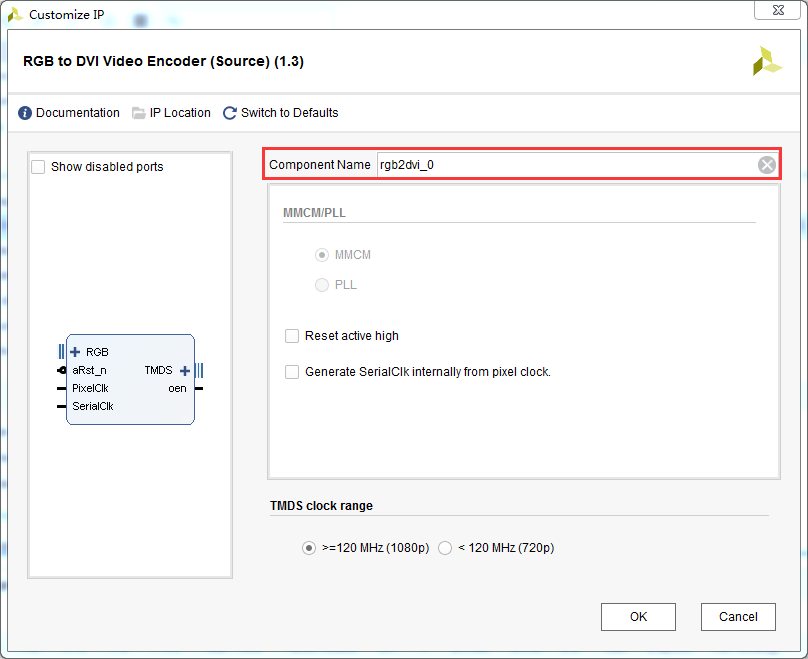 Customize IP
RGB to DVI Video Encoder (Source) (1.3)
Documentation IP Location Switch to Defaults
Show disabled ports
Component Name rgb2dvi_0
MMCM/PLL
MMCM
PLL
Reset active high
Generate SerialClk internally from pixel clock.
RGB
aRst_n TMDS
PixelClk oen
SerialClk
TMDS clock range
>=120 MHz (1080p) < 120 MHz (720p)
OK Cancel